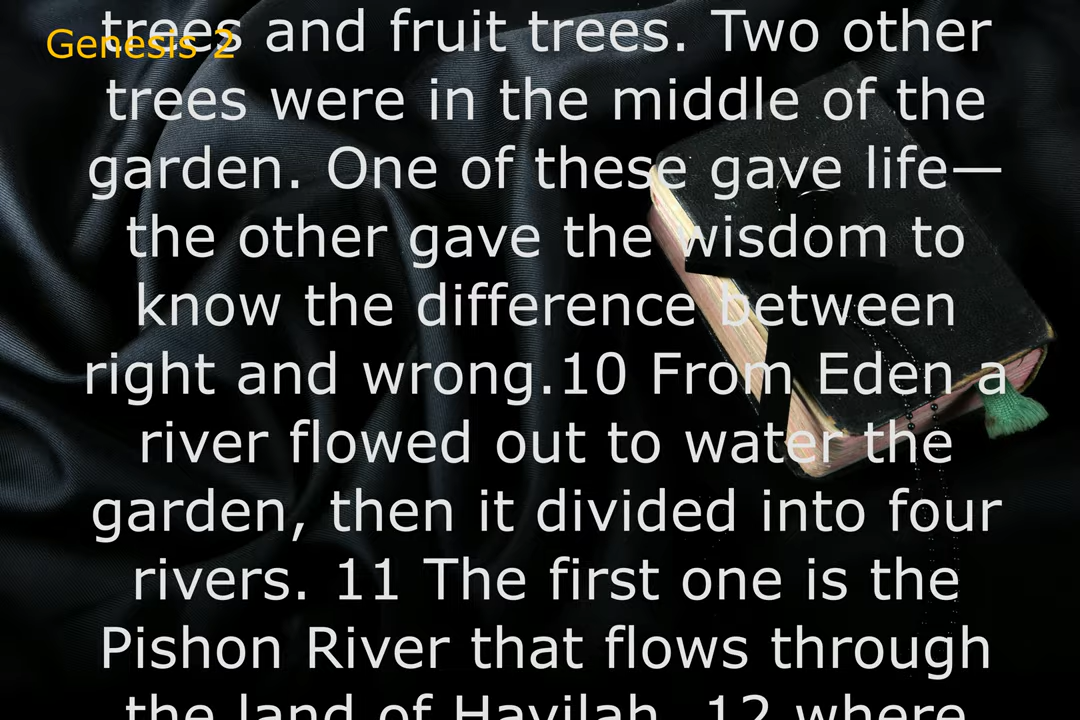 Genesis 2
trees and fruit trees. Two other
trees were in the middle of the
garden. One of these gave life—
the other gave the wisdom to
know the difference between
right and wrong.10 From Eden a
river flowed out to water the
garden, then it divided into four
rivers. 11 The first one is the
Pishon River that flows through
the land of Havilah, 12 where